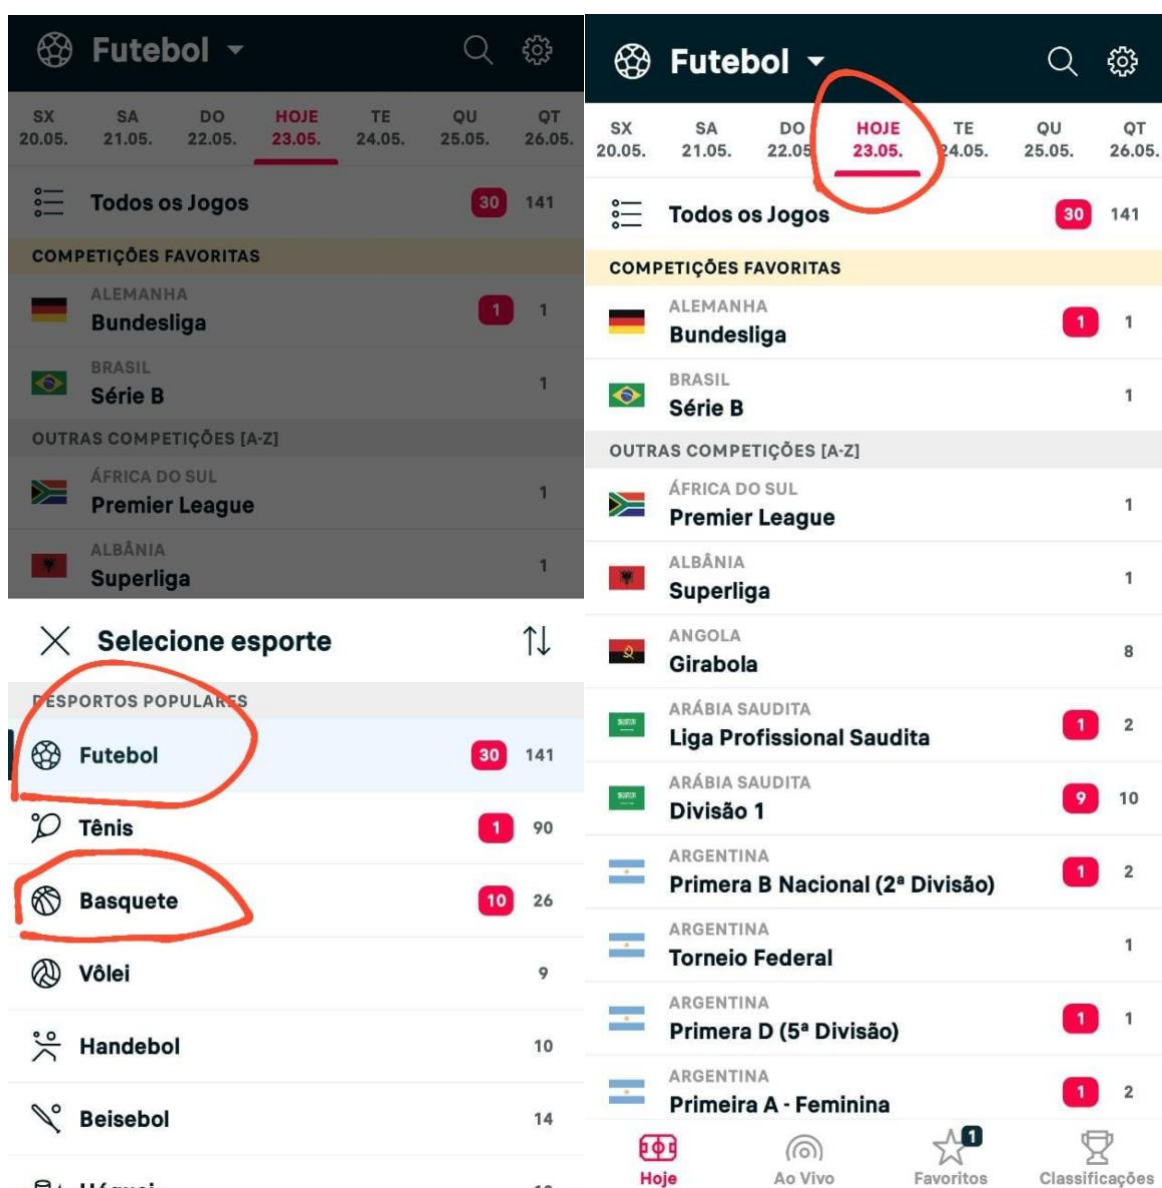 Futebol
SX SA DO HOJE TE QU QT
20.05. 21.05. 22.05. 23.05. 24.05. 25.05. 26.05.
Todos os Jogos 30 141
COMPETIÇÕES FAVORITAS
ALEMANHA
Bundesliga 1 1
BRASIL
Série B 1
OUTRAS COMPETIÇÕES [A-Z]
ÁFRICA DO SUL
Premier League 1
ALBÂNIA
Superliga 1
Selecione esporte
DESPORTOS POPULARES
Futebol 30 141
Tênis 1 90
Basquete 10 26
Vôlei 9
Handebol 10
Beisebol 14
Futebol
SX SA DO HOJE TE QU QT
20.05. 21.05. 22.05 23.05. 24.05. 25.05. 26.05.
Todos os Jogos 30 141
COMPETIÇÕES FAVORITAS
ALEMANHA
Bundesliga 1 1
BRASIL
Série B 1
OUTRAS COMPETIÇÕES [A-Z]
ÁFRICA DO SUL
Premier League 1
ALBÂNIA
Superliga 1
ANGOLA
Girabola 8
ARÁBIA SAUDITA
Liga Profissional Saudita 1 2
ARÁBIA SAUDITA
Divisão 1 9 10
ARGENTINA
Primera B Nacional (2ª Divisão) 1 2
ARGENTINA
Torneio Federal 1
ARGENTINA
Primera D (5ª Divisão) 1 1
ARGENTINA
Primeira A - Feminina 1 2
1
Hoje Ao Vivo Favoritos Classificações